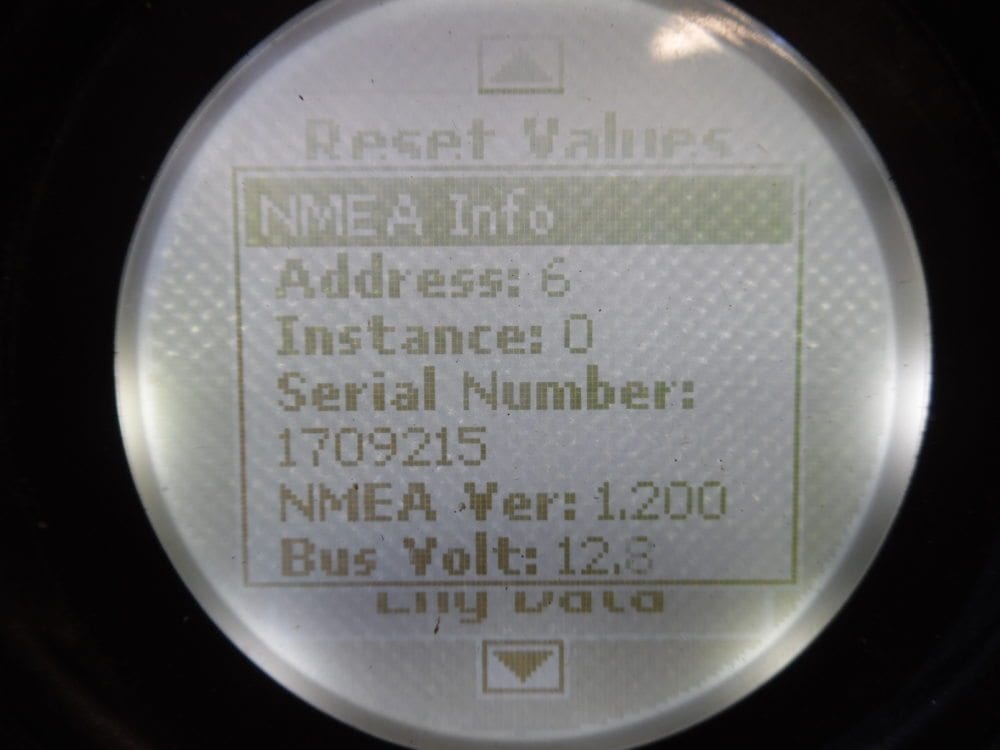 Reset Values
NMEA Info
Address: 6
Instance: 0
Serial Number:
1709215
NMEA Ver: 1.200
Bus Volt: 12.8
Data